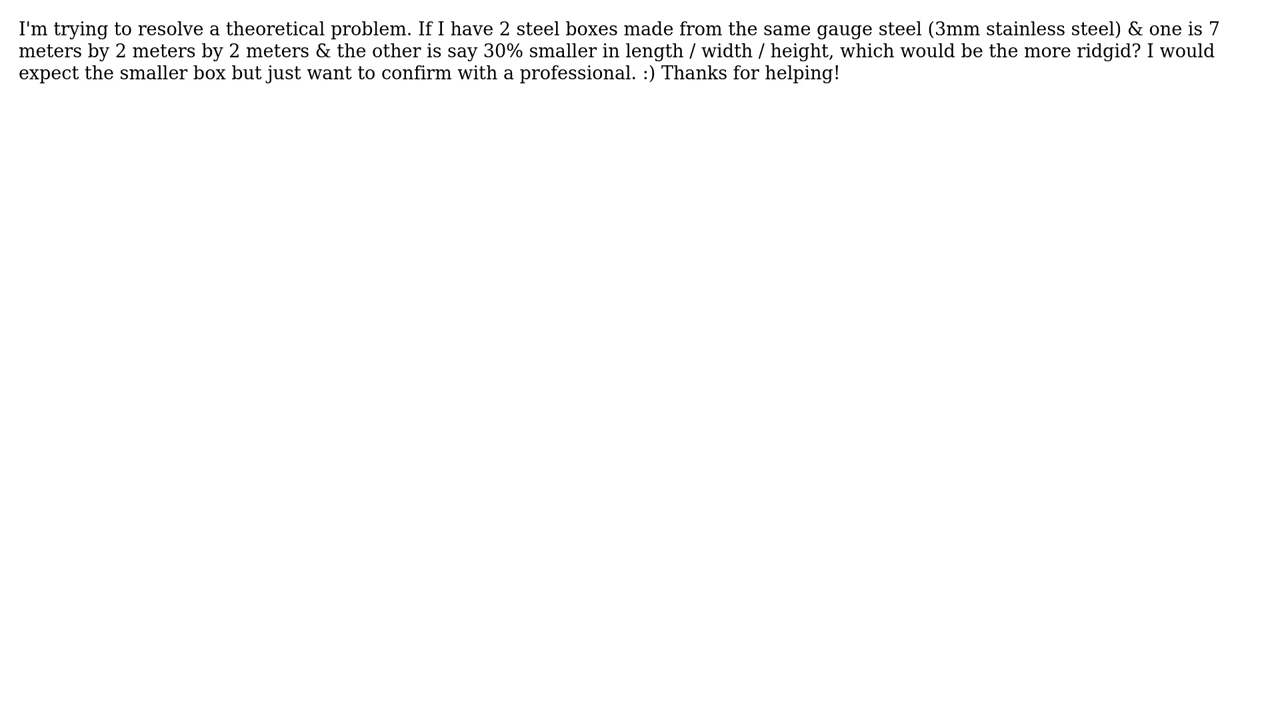 I'm trying to resolve a theoretical problem. If I have 2 steel boxes made from the same gauge steel (3mm stainless steel) & one is 7
meters by 2 meters by 2 meters & the other is say 30% smaller in length / width / height, which would be the more ridgid? I would
expect the smaller box but just want to confirm with a professional. :) Thanks for helping!